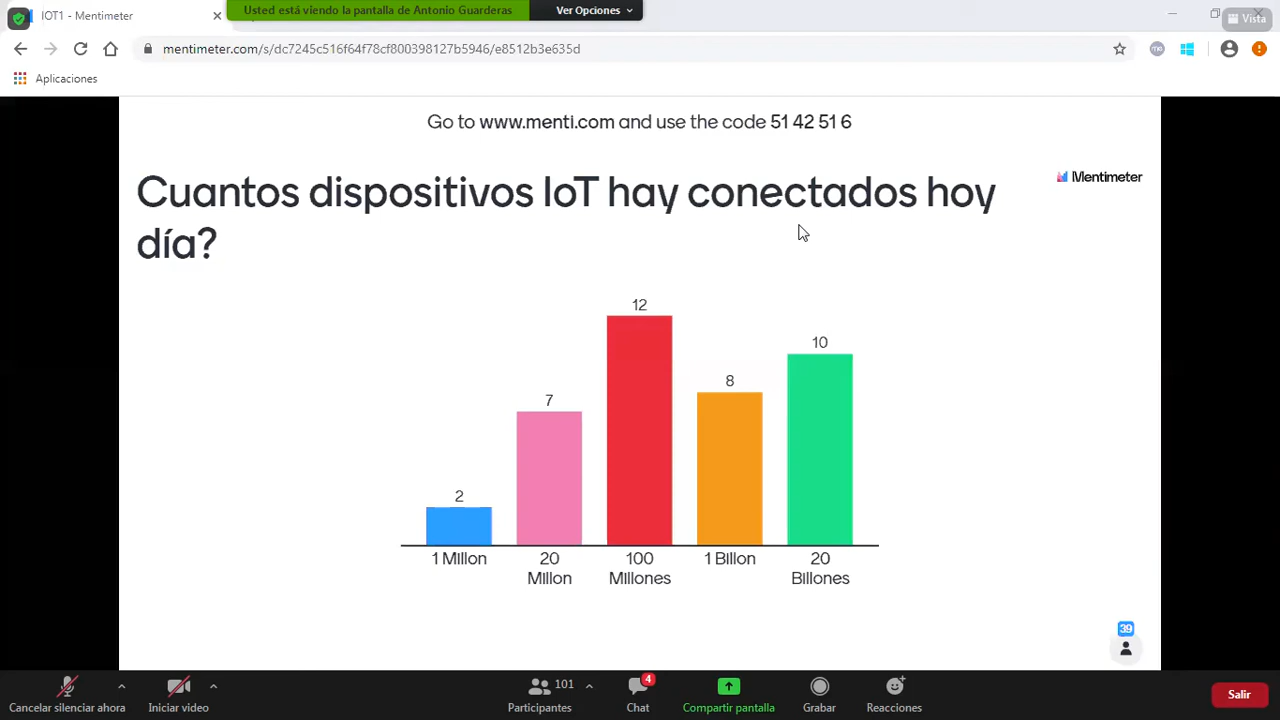 IOT1 - Mentimeter
Usted está viendo la pantalla de Antonio Guarderas
Ver Opciones
Vista
mentimeter.com/s/dc7245c516f64f78cf800398127b5946/e8512b3e635d
Aplicaciones
Go to www.menti.com and use the code 51 42 51 6
Mentimeter
Cuantos dispositivos IoT hay conectados hoy
día?
12
10
8
7
2
1 Millon
20
Millon
100
Millones
1 Billon
20
Billones
39
Cancelar silenciar ahora
Iniciar video
101
Participantes
4
Chat
Compartir pantalla
Grabar
Reacciones
Salir